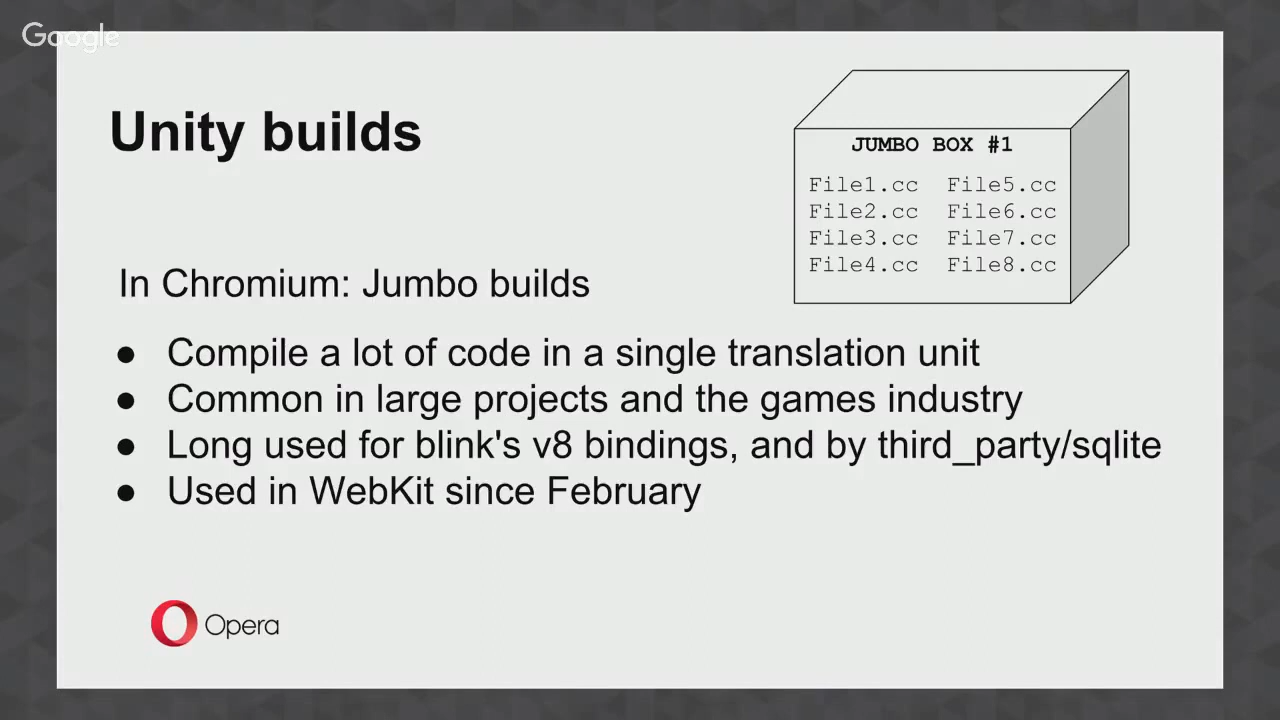 Google
Unity builds
JUMBO BOX #1
File1.cc File5.cc
File2.cc File6.cc
File3.cc File7.cc
File4.cc File8.cc
In Chromium: Jumbo builds
● Compile a lot of code in a single translation unit
● Common in large projects and the games industry
● Long used for blink's v8 bindings, and by third_party/sqlite
● Used in WebKit since February
Opera